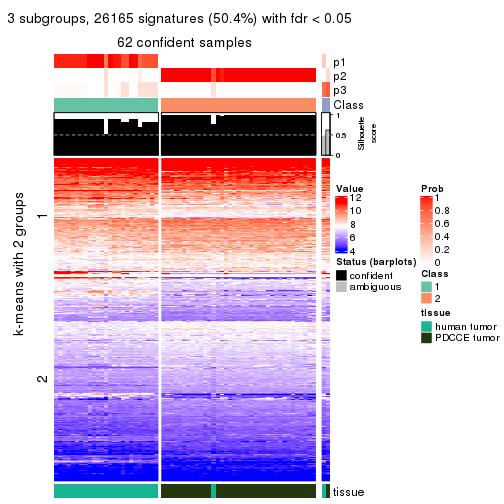 3 subgroups, 26165 signatures (50.4%) with fdr < 0.05
62 confident samples
p1
p2
p3
Class
1
0.5
0
Silhouette
score
k-means with 2 groups
1
2
Value
12
10
8
6
4
Status (barplots)
confident
ambiguous
Prob
1
0.8
0.6
0.4
0.2
0
Class
1
2
tissue
human tumor
PDCCE tumor
tissue